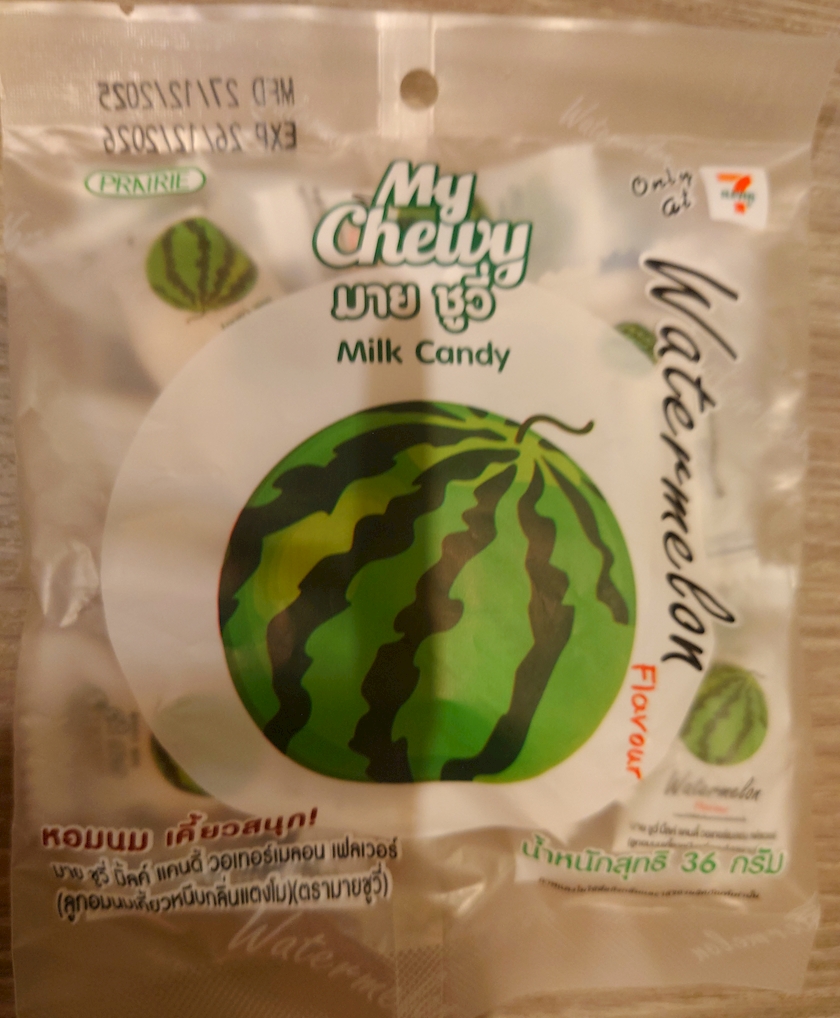 MFD 27/12/2025
EXP 26/12/2026
PRAIRIE
My
Chewy
มาย ชูวี่
Milk Candy
Only
at
Watermelon
Flavour
Watermelon
Flavour
หอมนม เคี้ยวสนุก!
มาย ชูวี่ มิ้ลค์ แคนดี้ วอเทอร์เมลอน เฟลเวอร์
(ลูกอมนมเคี้ยวหนึบกลิ่นแตงโม)(ตรามายชูวี่)
น้ำหนักสุทธิ 36 กรัม